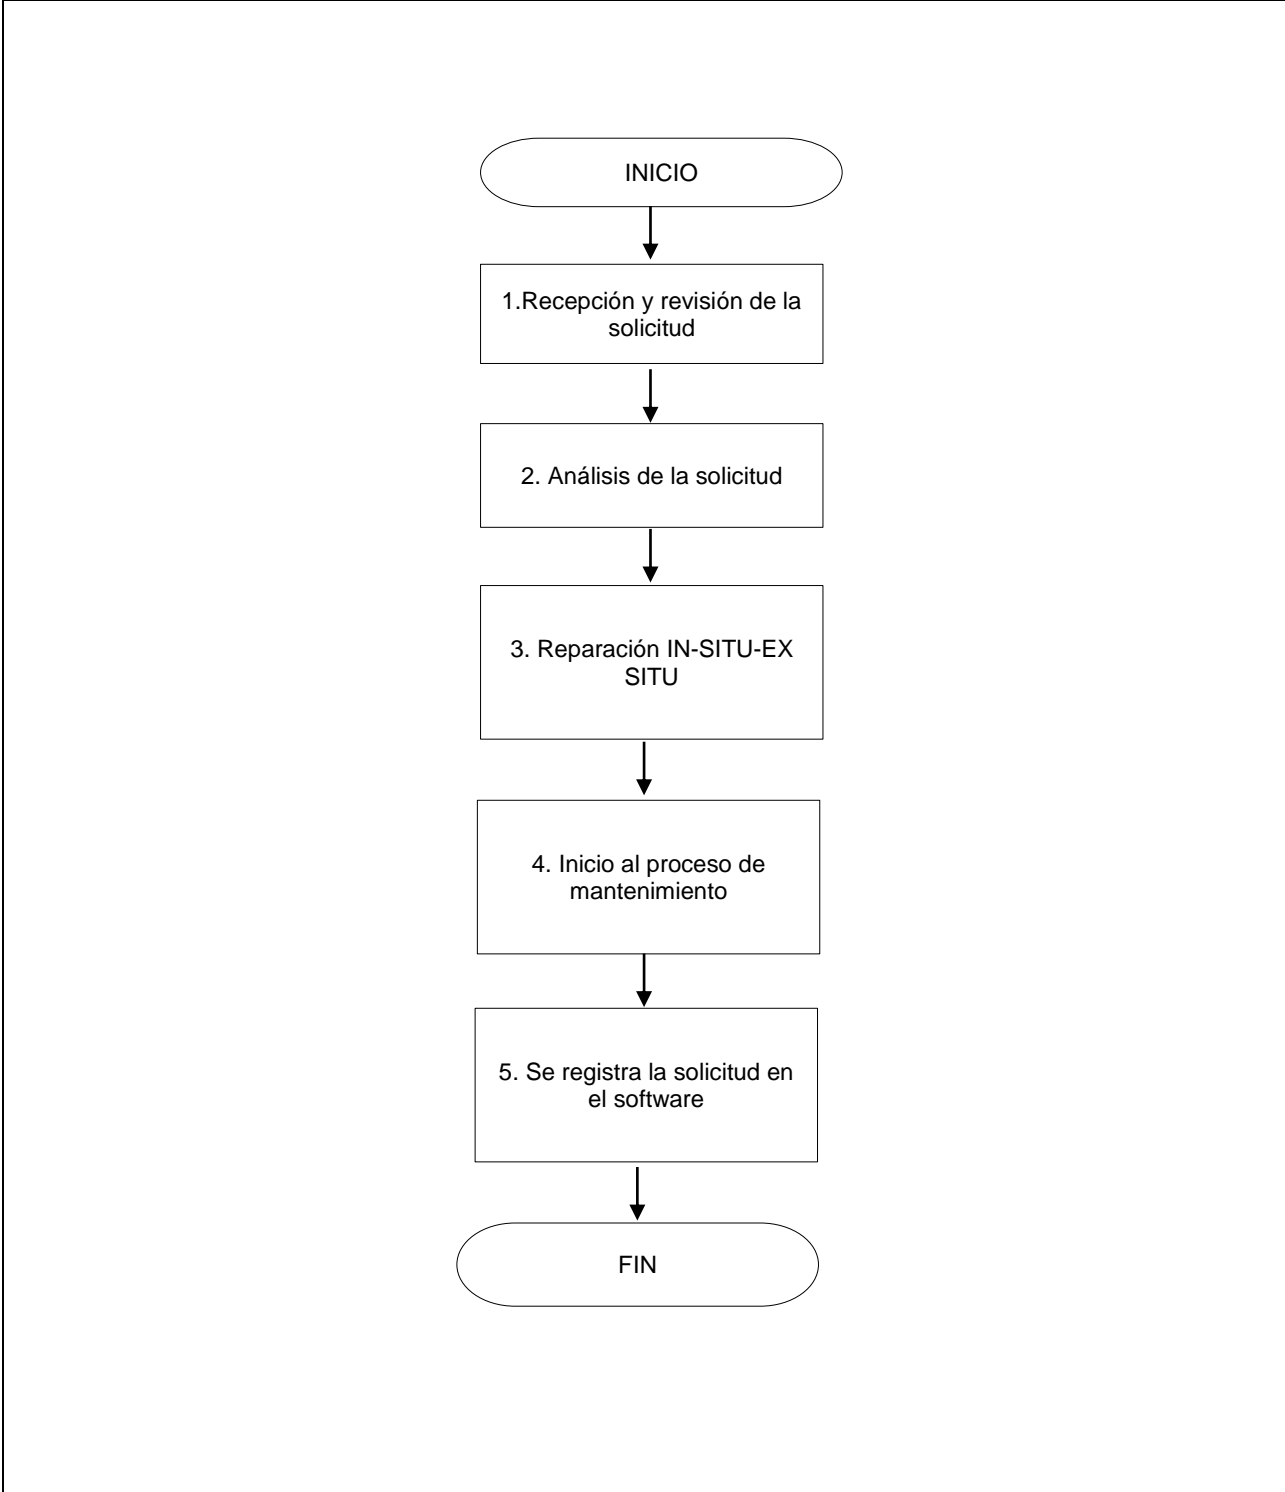 INICIO
1.Recepción y revisión de la
solicitud
2. Análisis de la solicitud
3. Reparación IN-SITU-EX
SITU
4. Inicio al proceso de
mantenimiento
5. Se registra la solicitud en
el software
FIN